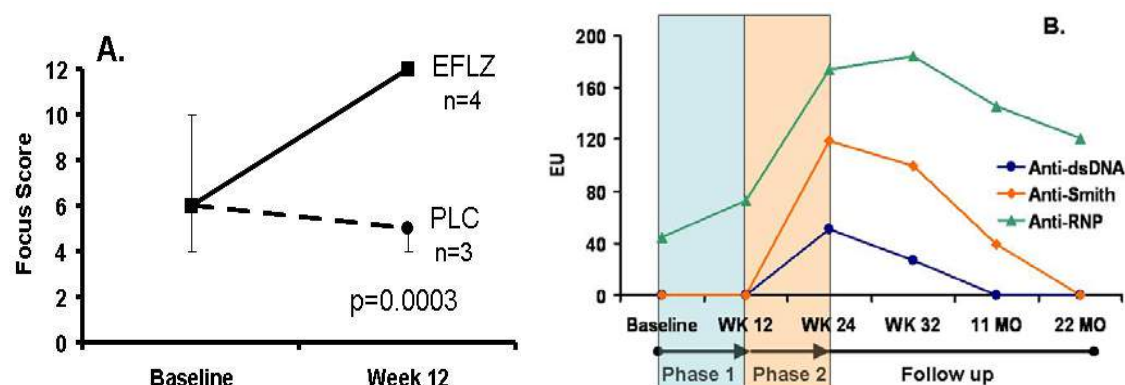 A.
12
10
8
6
4
2
0
Focus Score
EFLZ
n=4
PLC
n=3
p=0.0003
Baseline Week 12
B.
200
160
120
80
40
0
EU
Anti-dsDNA
Anti-Smith
Anti-RNP
Baseline WK 12 WK 24 WK 32 11 MO 22 MO
Phase 1 Phase 2 Follow up